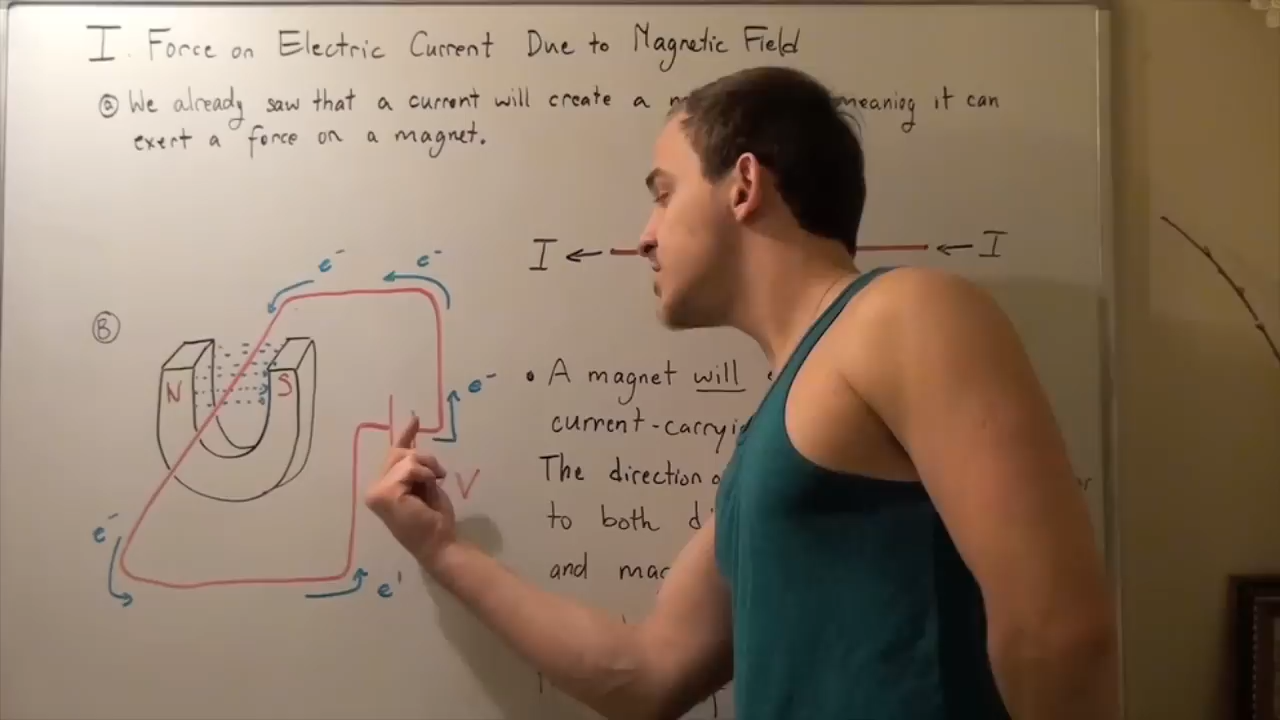 I. Force on Electric Current Due to Magnetic Field
ⓐ We already saw that a current will create a meaning it can
exert a force on a magnet.
I ← ← I
e⁻ e⁻
Ⓑ
N S
e⁻
V
e⁻
e⁻
• A magnet will
current-carryi
The direction
to both di
and mag